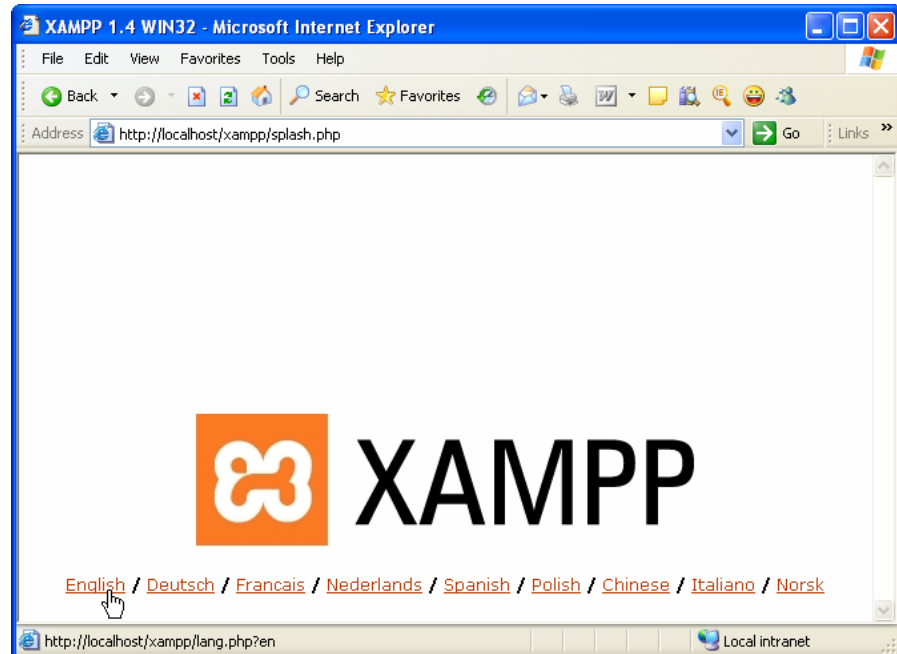 XAMPP 1.4 WIN32 - Microsoft Internet Explorer
File Edit View Favorites Tools Help
Back Search Favorites
Address http://localhost/xampp/splash.php Go Links »
XAMPP
English / Deutsch / Francais / Nederlands / Spanish / Polish / Chinese / Italiano / Norsk
http://localhost/xampp/lang.php?en Local intranet